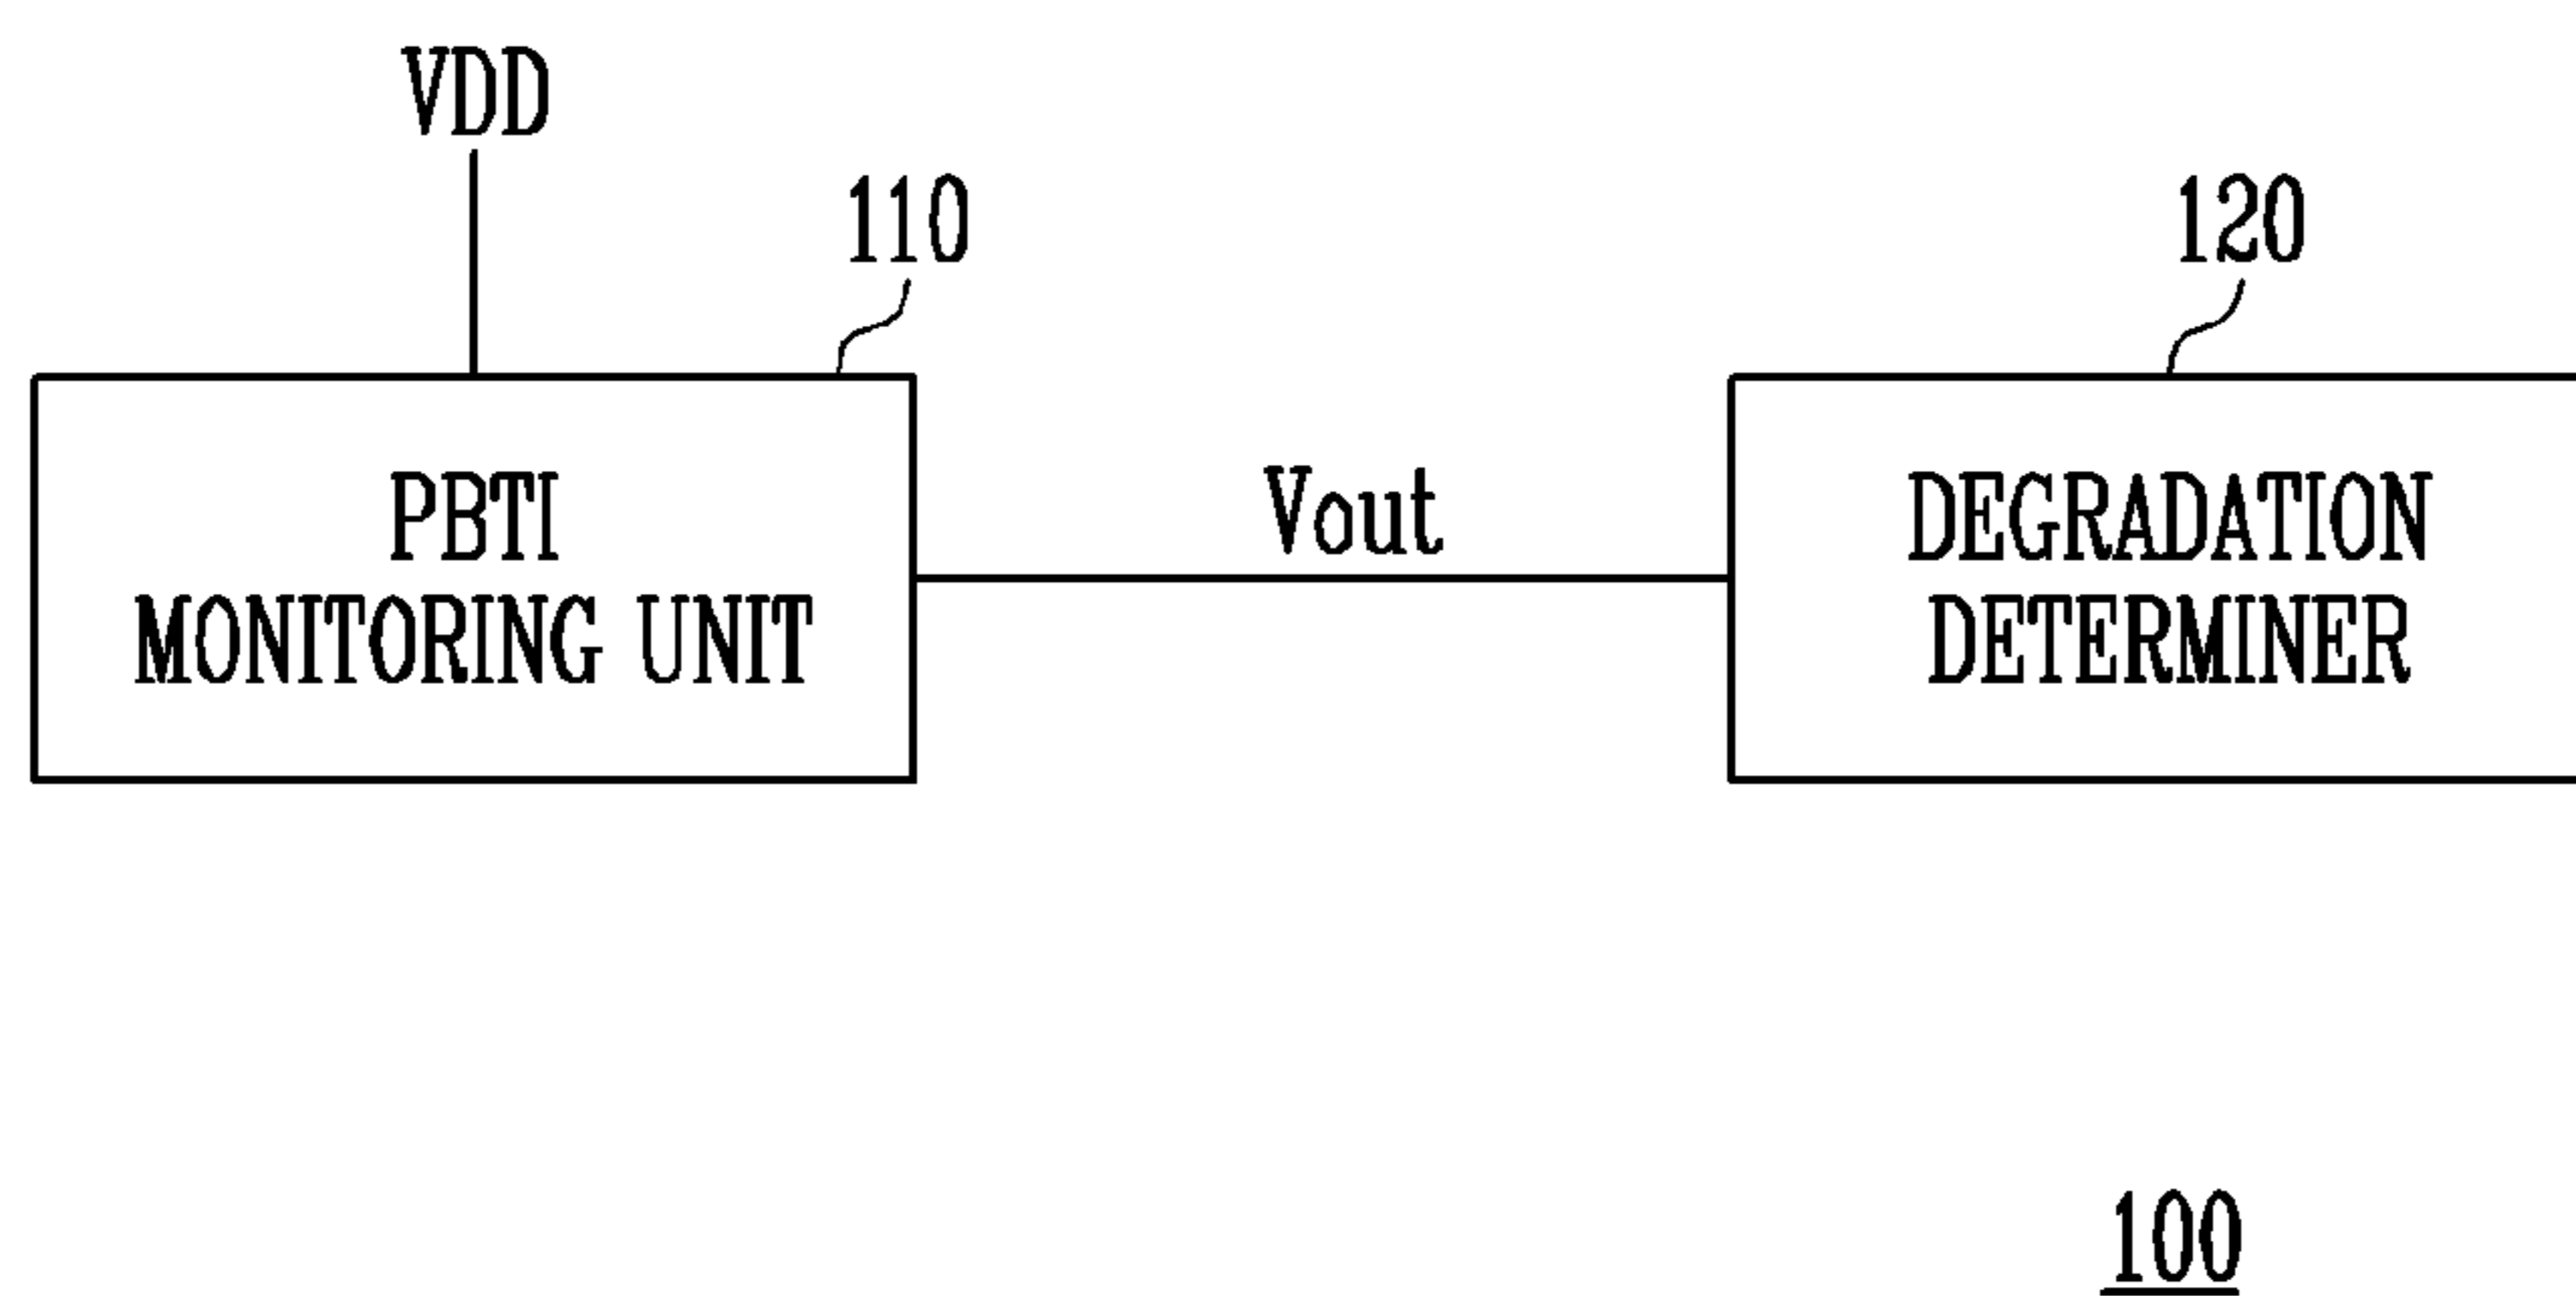 VDD
110
120
PBTI
MONITORING UNIT
Vout
DEGRADATION
DETERMINER
100